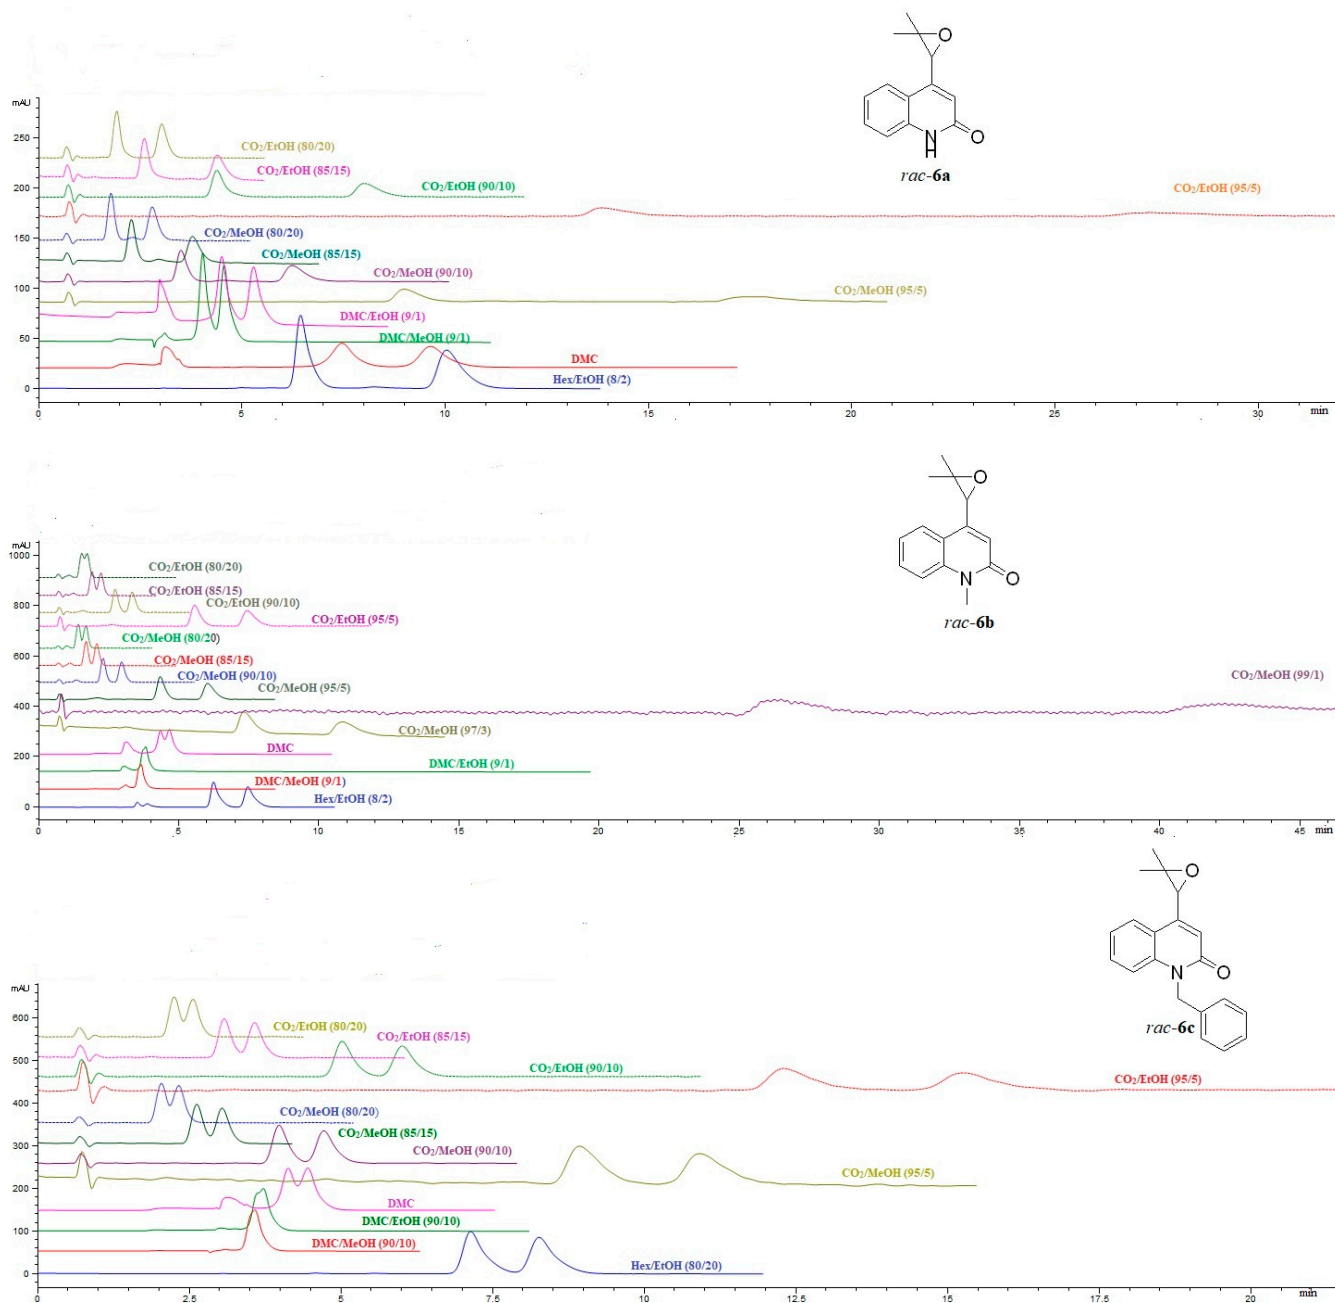 O
mAU
N
H
O
rac-6a
250
CO2/EtOH (80/20)
CO2/EtOH (85/15)
CO2/EtOH (90/10)
CO2/EtOH (95/5)
200
CO2/MeOH (80/20)
150
CO2/MeOH (85/15)
CO2/MeOH (90/10)
CO2/MeOH (95/5)
100
DMC/EtOH (9/1)
50
DMC/MeOH (9/1)
DMC
Hex/EtOH (8/2)
0
0 5 10 15 20 25 30 min
O
N
O
rac-6b
1000
CO2/EtOH (80/20)
CO2/EtOH (85/15)
CO2/EtOH (90/10)
800
CO2/EtOH (95/5)
CO2/MeOH (80/20)
600
CO2/MeOH (85/15)
CO2/MeOH (90/10)
CO2/MeOH (99/1)
CO2/MeOH (95/5)
400
CO2/MeOH (97/3)
DMC
200
DMC/EtOH (9/1)
DMC/MeOH (9/1)
Hex/EtOH (8/2)
0
0 5 10 15 20 25 30 35 40 45 min
O
N
O
rac-6c
mAU
600
CO2/EtOH (80/20)
CO2/EtOH (85/15)
500
CO2/EtOH (90/10)
CO2/EtOH (95/5)
400
CO2/MeOH (80/20)
CO2/MeOH (85/15)
300
CO2/MeOH (90/10)
CO2/MeOH (95/5)
200
DMC
DMC/EtOH (90/10)
100
DMC/MeOH (90/10)
Hex/EtOH (80/20)
0
0 2.5 5 7.5 10 12.5 15 17.5 20 min